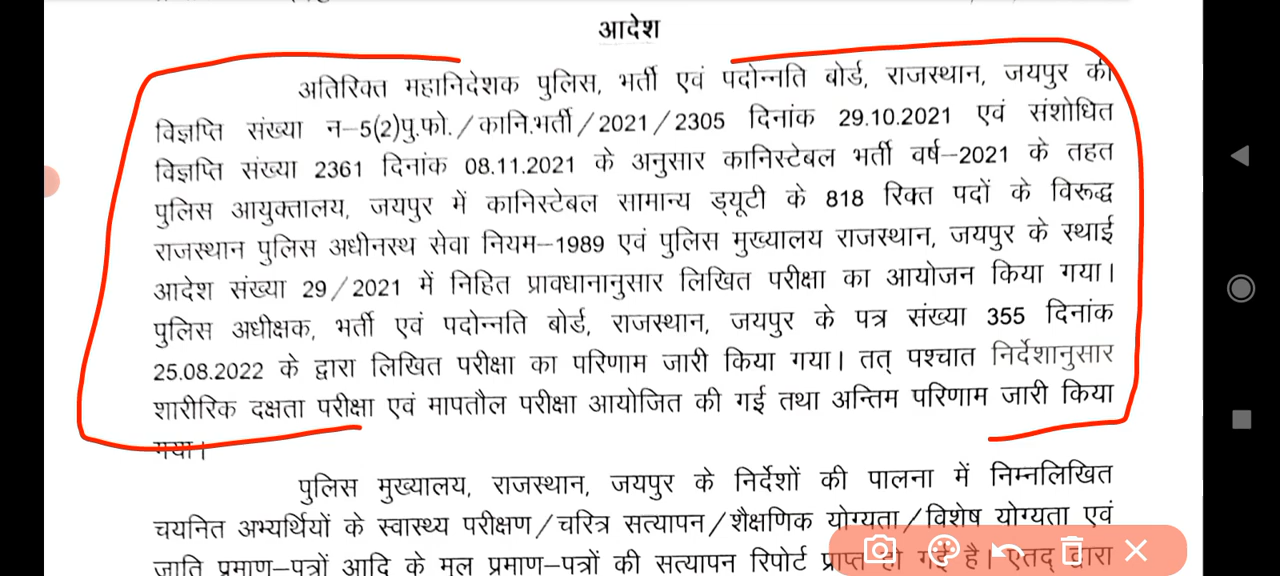 आदेश
अतिरिक्त महानिदेशक पुलिस, भर्ती एवं पदोन्नति बोर्ड, राजस्थान, जयपुर की
विज्ञप्ति संख्या न–5(2)पु.फो./कानि.भर्ती/2021/2305 दिनांक 29.10.2021 एवं संशोधित
विज्ञप्ति संख्या 2361 दिनांक 08.11.2021 के अनुसार कानिस्टेबल भर्ती वर्ष–2021 के तहत
पुलिस आयुक्तालय, जयपुर में कानिस्टेबल सामान्य ड्यूटी के 818 रिक्त पदों के विरूद्ध
राजस्थान पुलिस अधीनस्थ सेवा नियम–1989 एवं पुलिस मुख्यालय राजस्थान, जयपुर के स्थाई
आदेश संख्या 29/2021 में निहित प्रावधानानुसार लिखित परीक्षा का आयोजन किया गया।
पुलिस अधीक्षक, भर्ती एवं पदोन्नति बोर्ड, राजस्थान, जयपुर के पत्र संख्या 355 दिनांक
25.08.2022 के द्वारा लिखित परीक्षा का परिणाम जारी किया गया। तत् पश्चात निर्देशानुसार
शारीरिक दक्षता परीक्षा एवं मापतौल परीक्षा आयोजित की गई तथा अन्तिम परिणाम जारी किया
गया।
पुलिस मुख्यालय, राजस्थान, जयपुर के निर्देशों की पालना में निम्नलिखित
चयनित अभ्यर्थियों के स्वास्थ्य परीक्षण/चरित्र सत्यापन/शैक्षणिक योग्यता/विशेष योग्यता एवं
जाति प्रमाण–पत्रों आदि के मूल प्रमाण–पत्रों की सत्यापन रिपोर्ट प्राप्त हो गई है। एतद् द्वारा